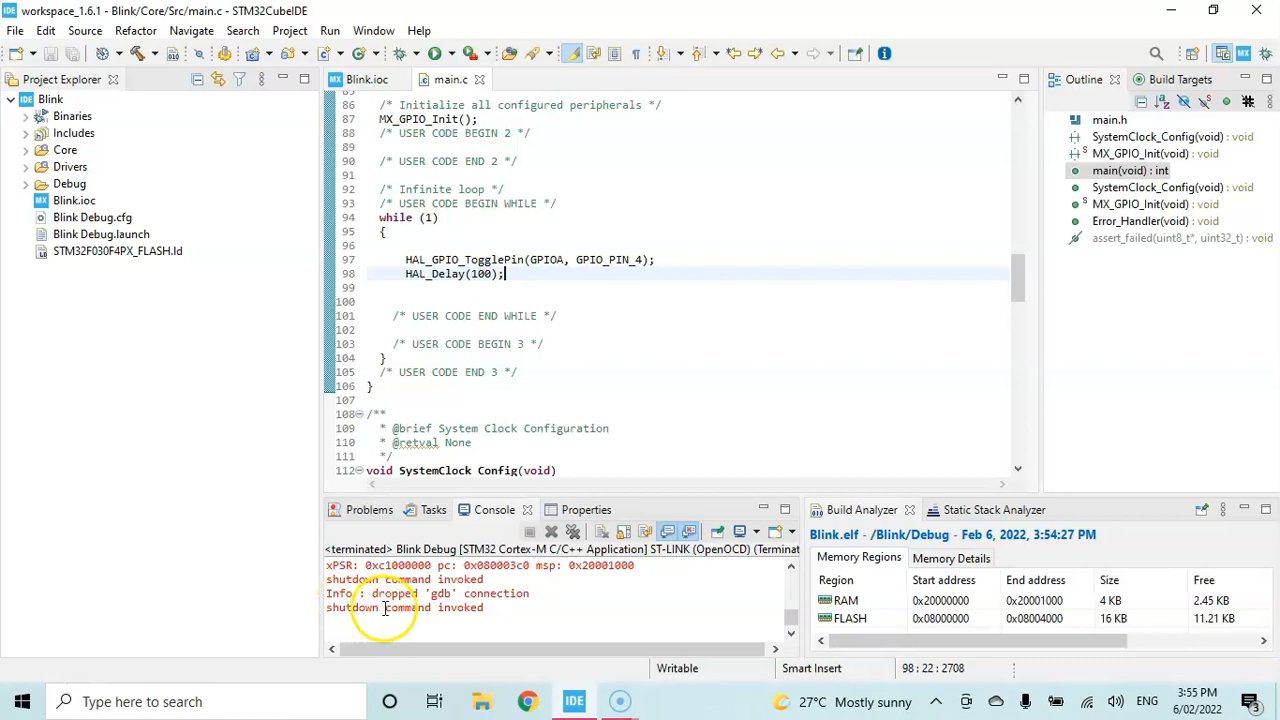 workspace_1.6.1 - Blink/Core/Src/main.c - STM32CubeIDE
File Edit Source Refactor Navigate Search Project Run Window Help
Project Explorer
Blink
Binaries
Includes
Core
Drivers
Debug
Blink.ioc
Blink Debug.cfg
Blink Debug.launch
STM32F030F4PX_FLASH.ld
Blink.ioc main.c
85
86 /* Initialize all configured peripherals */
87 MX_GPIO_Init();
88 /* USER CODE BEGIN 2 */
89
90 /* USER CODE END 2 */
91
92 /* Infinite loop */
93 /* USER CODE BEGIN WHILE */
94 while (1)
95 {
96
97 HAL_GPIO_TogglePin(GPIOA, GPIO_PIN_4);
98 HAL_Delay(100);
99
100
101 /* USER CODE END WHILE */
102
103 /* USER CODE BEGIN 3 */
104 }
105 /* USER CODE END 3 */
106 }
107
108 /**
109 * @brief System Clock Configuration
110 * @retval None
111 */
112 void SystemClock_Config(void)
Outline Build Targets
main.h
SystemClock_Config(void) : void
MX_GPIO_Init(void) : void
main(void) : int
SystemClock_Config(void) : void
MX_GPIO_Init(void) : void
Error_Handler(void) : void
assert_failed(uint8_t*, uint32_t) : void
Problems Tasks Console Properties
<terminated> Blink Debug [STM32 Cortex-M C/C++ Application] ST-LINK (OpenOCD) (Terminat
xPSR: 0xc1000000 pc: 0x080003c0 msp: 0x20001000
shutdown command invoked
Info : dropped 'gdb' connection
shutdown command invoked
Build Analyzer Static Stack Analyzer
Blink.elf - /Blink/Debug - Feb 6, 2022, 3:54:27 PM
Memory Regions Memory Details
Region Start address End address Size Free
RAM 0x20000000 0x20001000 4 KB 2.45 KB
FLASH 0x08000000 0x08004000 16 KB 11.21 KB
Writable Smart Insert 98 : 22 : 2708
Type here to search
IDE
27°C Mostly sunny
ENG
3:55 PM
6/02/2022
3